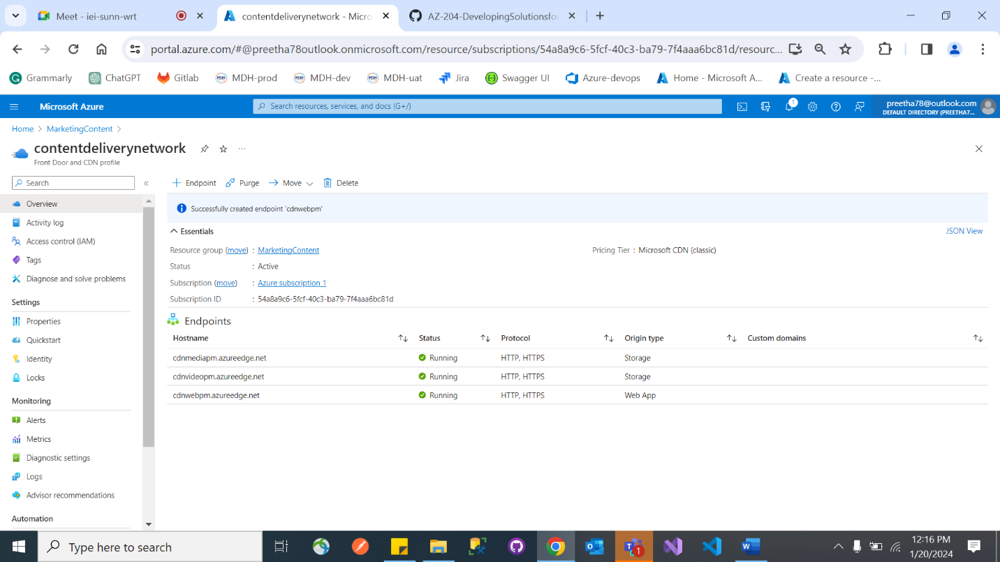 Meet - iei-sunn-wrt
contentdeliverynetwork - Micro
AZ-204-DevelopingSolutionsfo
portal.azure.com/#@preetha78outlook.onmicrosoft.com/resource/subscriptions/54a8a9c6-5fcf-40c3-ba79-7f4aaa6bc81d/resourc...
Grammarly ChatGPT Gitlab MDH-prod MDH-dev MDH-uat Jira Swagger UI Azure-devops Home - Microsoft A... Create a resource -...
Microsoft Azure
Search resources, services, and docs (G+/)
1
preetha78@outlook.com
DEFAULT DIRECTORY (PREETHA7...
Home > MarketingContent >
contentdeliverynetwork
Front Door and CDN profile
Search
Overview
Activity log
Access control (IAM)
Tags
Diagnose and solve problems
Settings
Properties
Quickstart
Identity
Locks
Monitoring
Alerts
Metrics
Diagnostic settings
Logs
Advisor recommendations
Automation
Endpoint Purge Move Delete
Successfully created endpoint 'cdnwebpm'
Essentials
JSON View
Resource group (move) : MarketingContent
Pricing Tier : Microsoft CDN (classic)
Status : Active
Subscription (move) : Azure subscription 1
Subscription ID : 54a8a9c6-5fcf-40c3-ba79-7f4aaa6bc81d
Endpoints
Hostname Status Protocol Origin type Custom domains
cdnmediapm.azureedge.net Running HTTP, HTTPS Storage
cdnvideopm.azureedge.net Running HTTP, HTTPS Storage
cdnwebpm.azureedge.net Running HTTP, HTTPS Web App
Type here to search
1
12:16 PM
1/20/2024